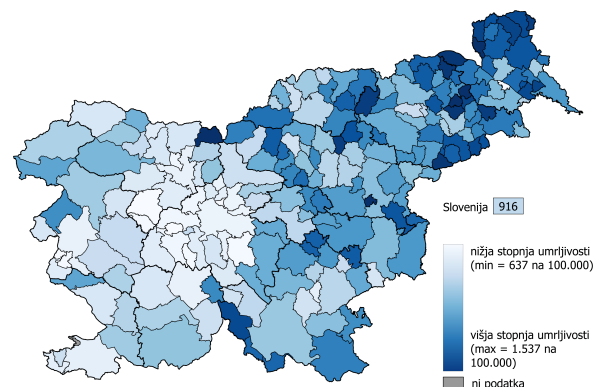 Slovenija 916
nižja stopnja umrljivosti
(min = 637 na 100.000)
višja stopnja umrljivosti
(max = 1.537 na
100.000)
ni podatka